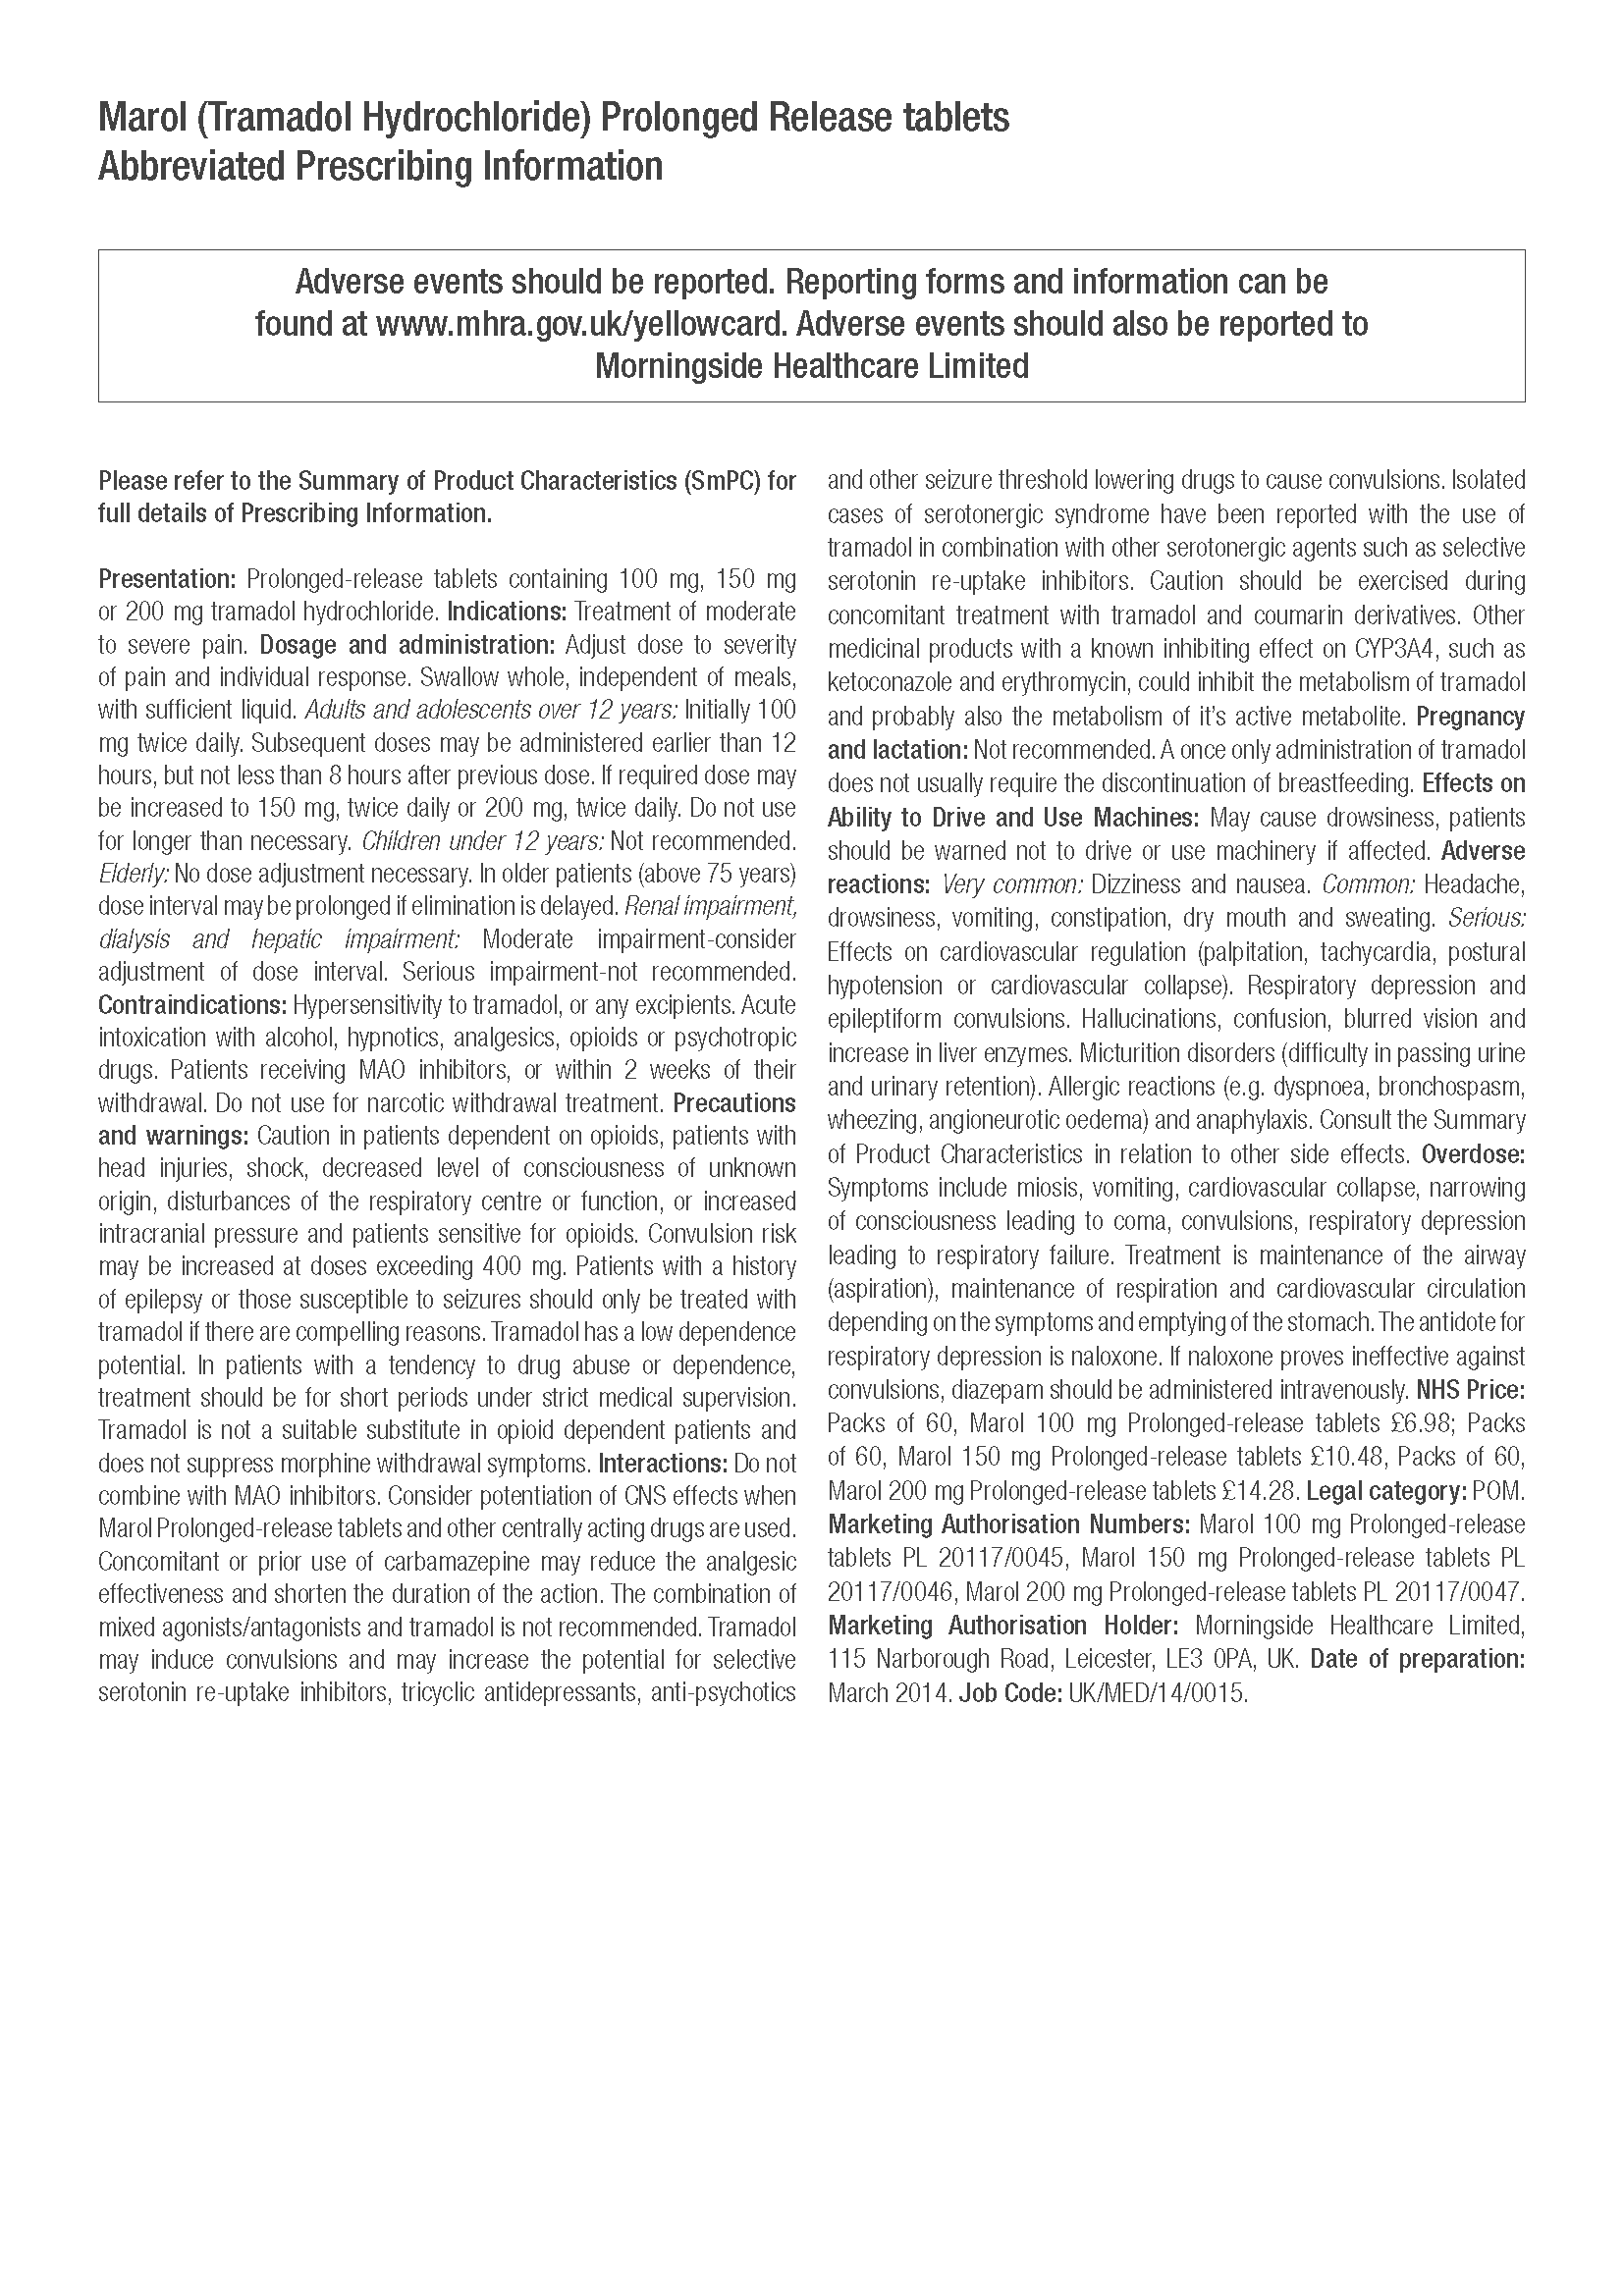 Marol (Tramadol Hydrochloride) Prolonged Release tablets
Abbreviated Prescribing Information
Adverse events should be reported. Reporting forms and information can be
found at www.mhra.gov.uk/yellowcard. Adverse events should also be reported to
Morningside Healthcare Limited
Please refer to the Summary of Product Characteristics (SmPC) for
full details of Prescribing Information.
Presentation: Prolonged-release tablets containing 100 mg, 150 mg
or 200 mg tramadol hydrochloride. Indications: Treatment of moderate
to severe pain. Dosage and administration: Adjust dose to severity
of pain and individual response. Swallow whole, independent of meals,
with sufficient liquid. Adults and adolescents over 12 years: Initially 100
mg twice daily. Subsequent doses may be administered earlier than 12
hours, but not less than 8 hours after previous dose. If required dose may
be increased to 150 mg, twice daily or 200 mg, twice daily. Do not use
for longer than necessary. Children under 12 years: Not recommended.
Elderly: No dose adjustment necessary. In older patients (above 75 years)
dose interval may be prolonged if elimination is delayed. Renal impairment,
dialysis and hepatic impairment: Moderate impairment-consider
adjustment of dose interval. Serious impairment-not recommended.
Contraindications: Hypersensitivity to tramadol, or any excipients. Acute
intoxication with alcohol, hypnotics, analgesics, opioids or psychotropic
drugs. Patients receiving MAO inhibitors, or within 2 weeks of their
withdrawal. Do not use for narcotic withdrawal treatment. Precautions
and warnings: Caution in patients dependent on opioids, patients with
head injuries, shock, decreased level of consciousness of unknown
origin, disturbances of the respiratory centre or function, or increased
intracranial pressure and patients sensitive for opioids. Convulsion risk
may be increased at doses exceeding 400 mg. Patients with a history
of epilepsy or those susceptible to seizures should only be treated with
tramadol if there are compelling reasons. Tramadol has a low dependence
potential. In patients with a tendency to drug abuse or dependence,
treatment should be for short periods under strict medical supervision.
Tramadol is not a suitable substitute in opioid dependent patients and
does not suppress morphine withdrawal symptoms. Interactions: Do not
combine with MAO inhibitors. Consider potentiation of CNS effects when
Marol Prolonged-release tablets and other centrally acting drugs are used.
Concomitant or prior use of carbamazepine may reduce the analgesic
effectiveness and shorten the duration of the action. The combination of
mixed agonists/antagonists and tramadol is not recommended. Tramadol
may induce convulsions and may increase the potential for selective
serotonin re-uptake inhibitors, tricyclic antidepressants, anti-psychotics
and other seizure threshold lowering drugs to cause convulsions. Isolated
cases of serotonergic syndrome have been reported with the use of
tramadol in combination with other serotonergic agents such as selective
serotonin re-uptake inhibitors. Caution should be exercised during
concomitant treatment with tramadol and coumarin derivatives. Other
medicinal products with a known inhibiting effect on CYP3A4, such as
ketoconazole and erythromycin, could inhibit the metabolism of tramadol
and probably also the metabolism of it's active metabolite. Pregnancy
and lactation: Not recommended. A once only administration of tramadol
does not usually require the discontinuation of breastfeeding. Effects on
Ability to Drive and Use Machines: May cause drowsiness, patients
should be warned not to drive or use machinery if affected. Adverse
reactions: Very common: Dizziness and nausea. Common: Headache,
drowsiness, vomiting, constipation, dry mouth and sweating. Serious:
Effects on cardiovascular regulation (palpitation, tachycardia, postural
hypotension or cardiovascular collapse). Respiratory depression and
epileptiform convulsions. Hallucinations, confusion, blurred vision and
increase in liver enzymes. Micturition disorders (difficulty in passing urine
and urinary retention). Allergic reactions (e.g. dyspnoea, bronchospasm,
wheezing, angioneurotic oedema) and anaphylaxis. Consult the Summary
of Product Characteristics in relation to other side effects. Overdose:
Symptoms include miosis, vomiting, cardiovascular collapse, narrowing
of consciousness leading to coma, convulsions, respiratory depression
leading to respiratory failure. Treatment is maintenance of the airway
(aspiration), maintenance of respiration and cardiovascular circulation
depending on the symptoms and emptying of the stomach. The antidote for
respiratory depression is naloxone. If naloxone proves ineffective against
convulsions, diazepam should be administered intravenously. NHS Price:
Packs of 60, Marol 100 mg Prolonged-release tablets £6.98; Packs
of 60, Marol 150 mg Prolonged-release tablets £10.48, Packs of 60,
Marol 200 mg Prolonged-release tablets £14.28. Legal category: POM.
Marketing Authorisation Numbers: Marol 100 mg Prolonged-release
tablets PL 20117/0045, Marol 150 mg Prolonged-release tablets PL
20117/0046, Marol 200 mg Prolonged-release tablets PL 20117/0047.
Marketing Authorisation Holder: Morningside Healthcare Limited,
115 Narborough Road, Leicester, LE3 0PA, UK. Date of preparation:
March 2014. Job Code: UK/MED/14/0015.